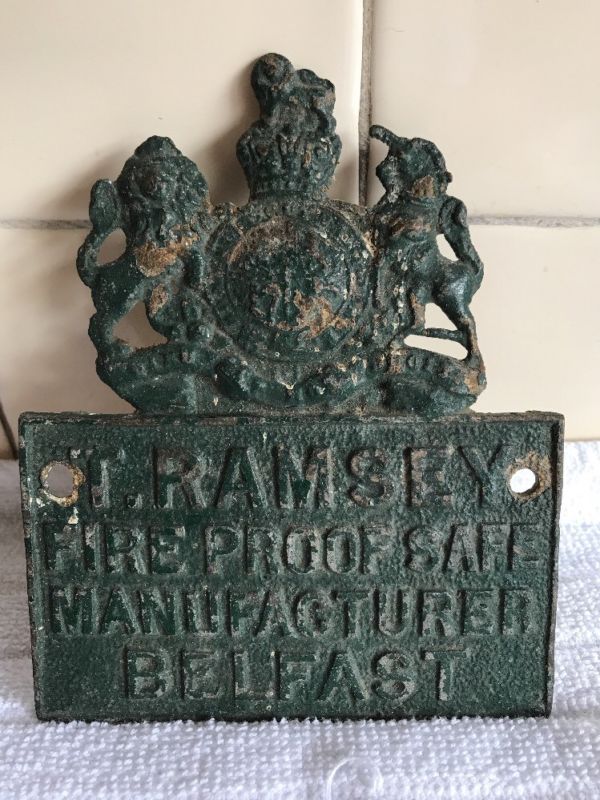 T. RAMSEY
FIRE PROOF SAFE
MANUFACTURER
BELFAST